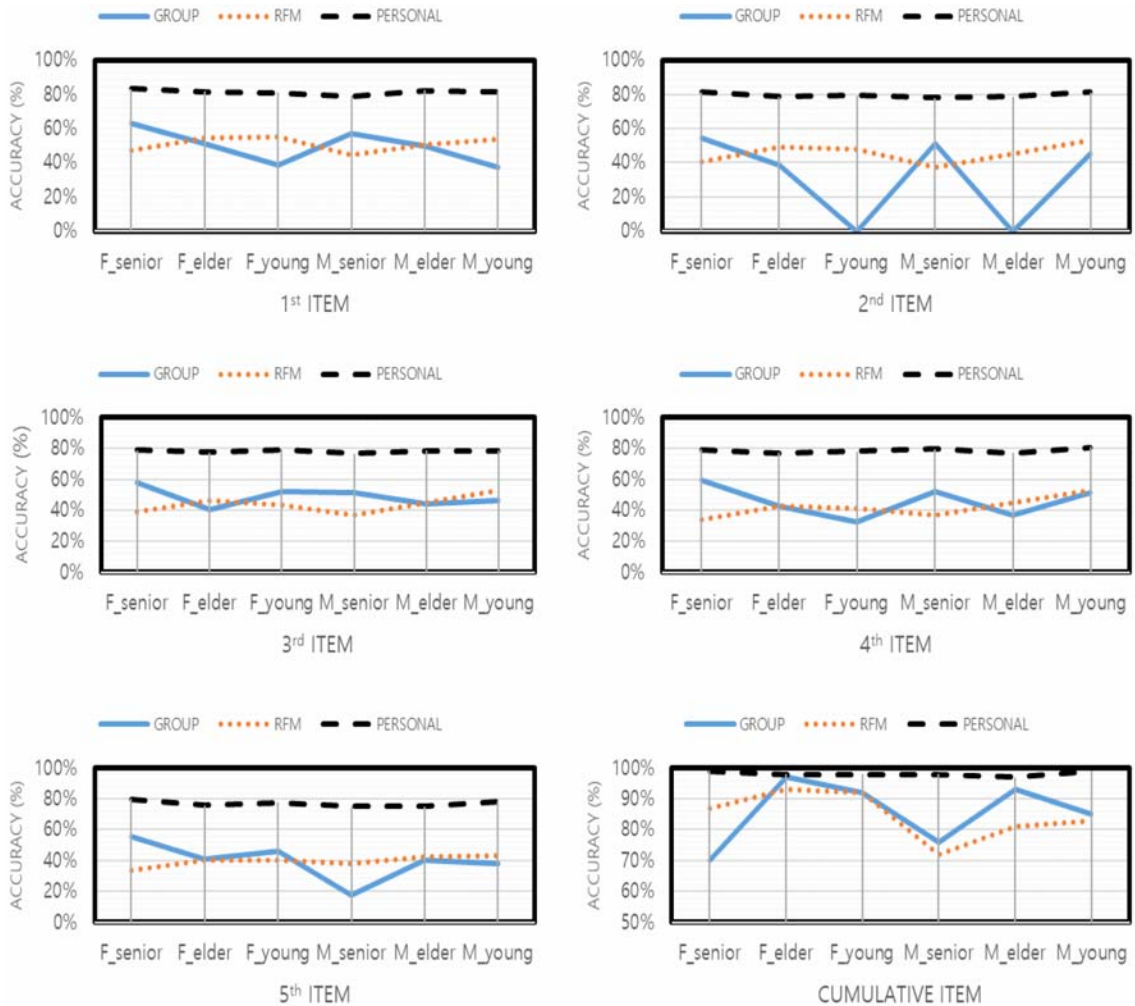 GROUP RFM PERSONAL
ACCURACY (%)
100%
80%
60%
40%
20%
0%
F_senior F_elder F_young M_senior M_elder M_young
1st ITEM
GROUP RFM PERSONAL
ACCURACY (%)
100%
80%
60%
40%
20%
0%
F_senior F_elder F_young M_senior M_elder M_young
2nd ITEM
GROUP RFM PERSONAL
ACCURACY (%)
100%
80%
60%
40%
20%
0%
F_senior F_elder F_young M_senior M_elder M_young
3rd ITEM
GROUP RFM PERSONAL
ACCURACY (%)
100%
80%
60%
40%
20%
0%
F_senior F_elder F_young M_senior M_elder M_young
4th ITEM
GROUP RFM PERSONAL
ACCURACY (%)
100%
80%
60%
40%
20%
0%
F_senior F_elder F_young M_senior M_elder M_young
5th ITEM
GROUP RFM PERSONAL
ACCURACY (%)
100%
90%
80%
70%
60%
50%
F_senior F_elder F_young M_senior M_elder M_young
CUMULATIVE ITEM